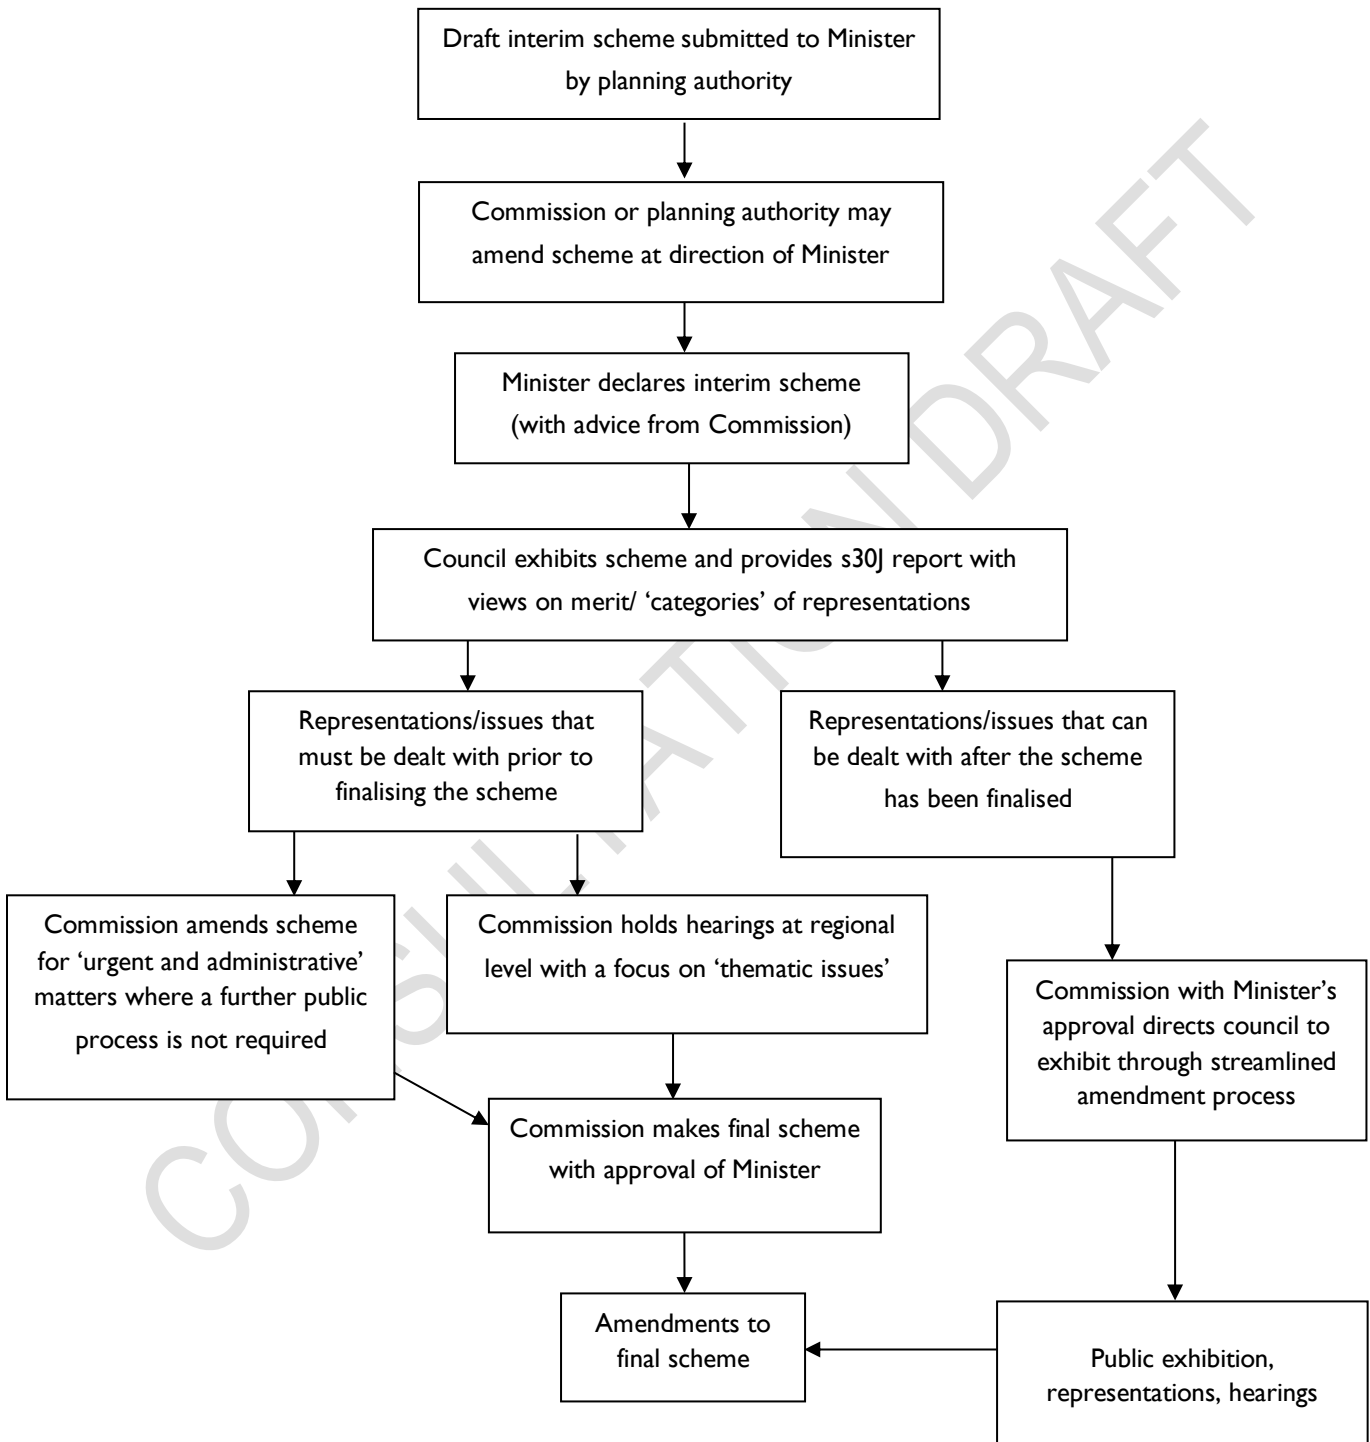 Draft interim scheme submitted to Minister
by planning authority
Commission or planning authority may
amend scheme at direction of Minister
Minister declares interim scheme
(with advice from Commission)
Council exhibits scheme and provides s30J report with
views on merit/ ‘categories’ of representations
Representations/issues that
must be dealt with prior to
finalising the scheme
Representations/issues that can
be dealt with after the scheme
has been finalised
Commission amends scheme
for ‘urgent and administrative’
matters where a further public
process is not required
Commission holds hearings at regional
level with a focus on ‘thematic issues’
Commission with Minister’s
approval directs council to
exhibit through streamlined
amendment process
Commission makes final scheme
with approval of Minister
Amendments to
final scheme
Public exhibition,
representations, hearings
CONSULTATION DRAFT